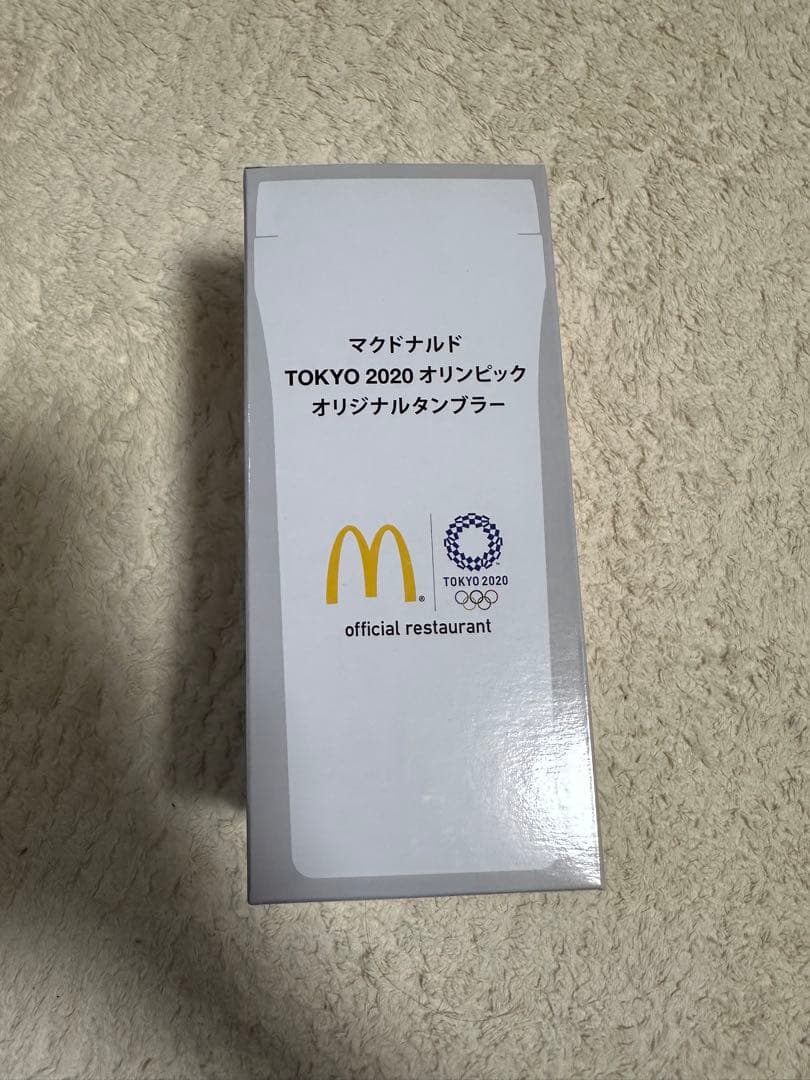 マクドナルド
TOKYO 2020 オリンピック
オリジナルタンブラー
TOKYO 2020
official restaurant